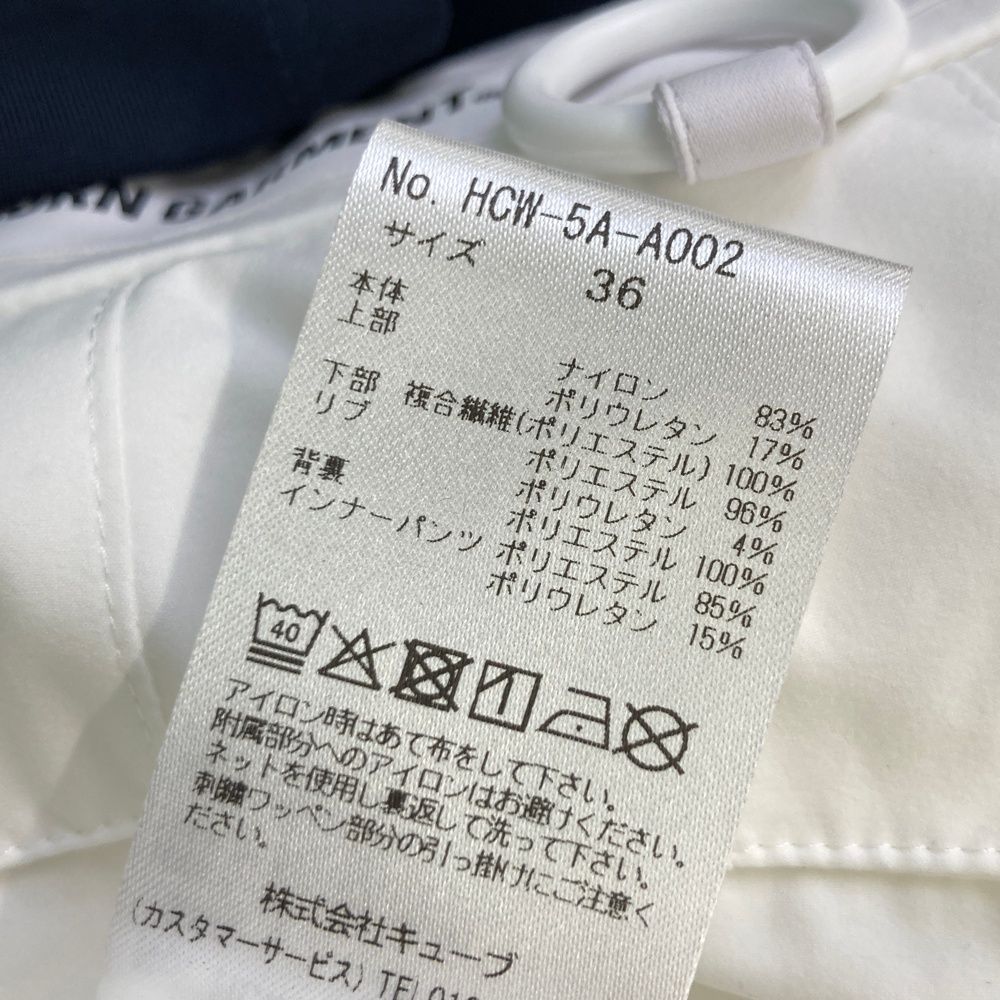 GARMENT
No. HCW-5A-A002
サイズ 36
本体
上部 ナイロン 83%
ポリウレタン 17%
下部 複合繊維(ポリエステル) 100%
リブ ポリエステル 96%
ポリウレタン 4%
背裏 ポリエステル 100%
インナーパンツ ポリエステル 85%
ポリウレタン 15%
40
アイロン時はあて布をして下さい。
附属部分へのアイロンはお避けください。
ネットを使用し裏返して洗って下さい。
刺繍ワッペン部分の引っ掛けにご注意く
ださい。
株式会社キューブ
(カスタマーサービス) TEL